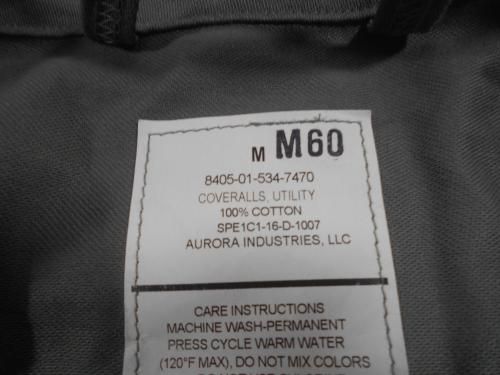 M M60
8405-01-534-7470
COVERALLS, UTILITY
100% COTTON
SPE1C1-16-D-1007
AURORA INDUSTRIES, LLC
CARE INSTRUCTIONS
MACHINE WASH-PERMANENT
PRESS CYCLE WARM WATER
(120°F MAX), DO NOT MIX COLORS